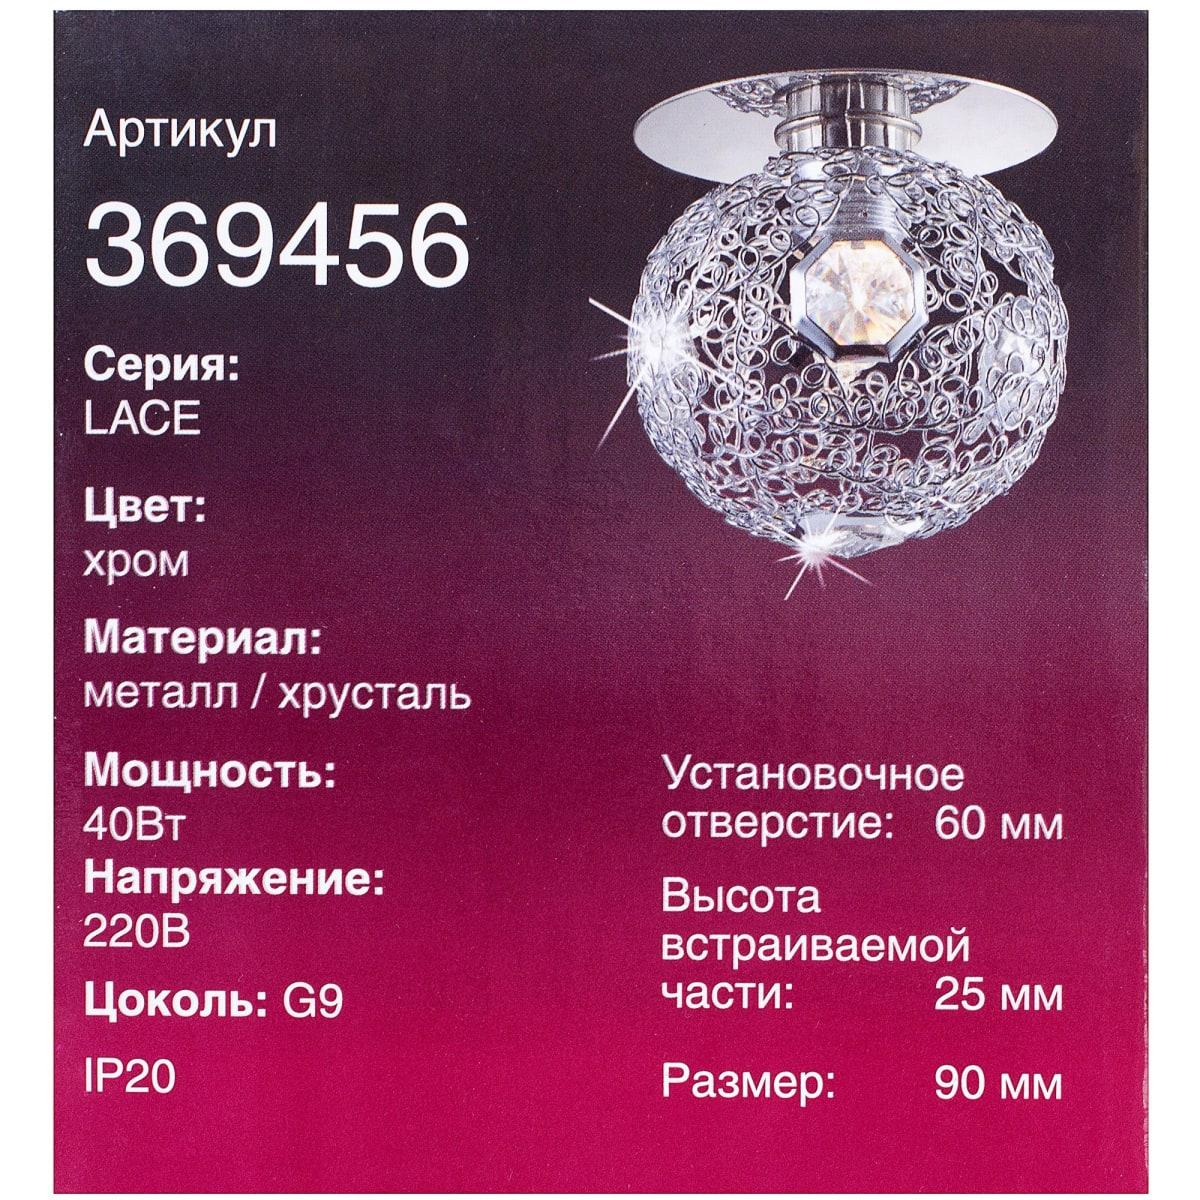 Артикул
369456
Серия:
LACE
Цвет:
хром
Материал:
металл / хрусталь
Мощность:
40Вт
Напряжение:
220В
Цоколь: G9
IP20
Установочное
отверстие: 60 мм
Высота
встраиваемой
части: 25 мм
Размер: 90 мм